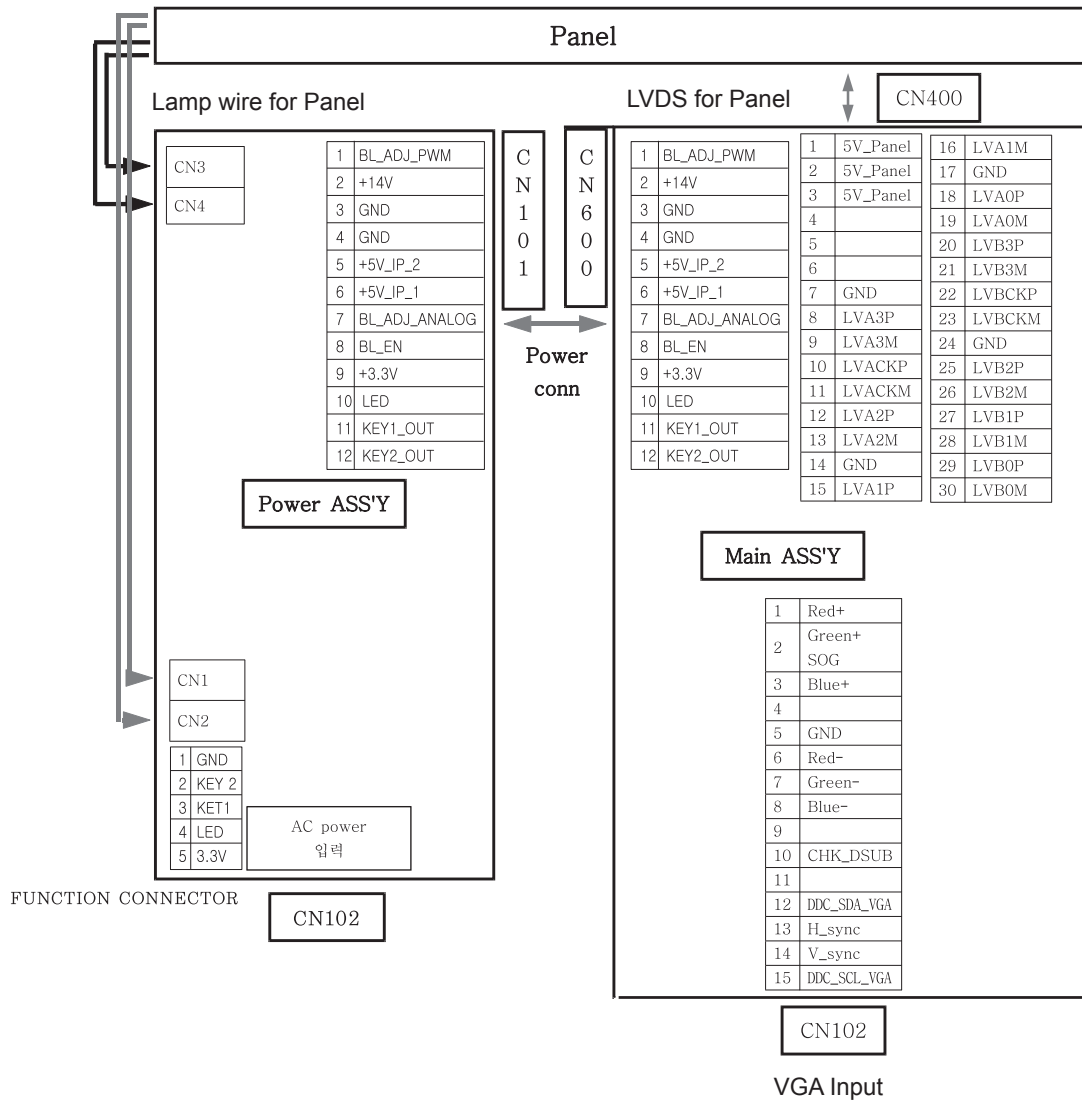 Panel
Lamp wire for Panel
LVDS for Panel
CN400
CN3
CN4
1 BL_ADJ_PWM
2 +14V
3 GND
4 GND
5 +5V_IP_2
6 +5V_IP_1
7 BL_ADJ_ANALOG
8 BL_EN
9 +3.3V
10 LED
11 KEY1_OUT
12 KEY2_OUT
C
N
1
0
1
C
N
6
0
0
Power
conn
1 BL_ADJ_PWM
2 +14V
3 GND
4 GND
5 +5V_IP_2
6 +5V_IP_1
7 BL_ADJ_ANALOG
8 BL_EN
9 +3.3V
10 LED
11 KEY1_OUT
12 KEY2_OUT
1 5V_Panel
2 5V_Panel
3 5V_Panel
4
5
6
7 GND
8 LVA3P
9 LVA3M
10 LVACKP
11 LVACKM
12 LVA2P
13 LVA2M
14 GND
15 LVA1P
16 LVA1M
17 GND
18 LVA0P
19 LVA0M
20 LVB3P
21 LVB3M
22 LVBCKP
23 LVBCKM
24 GND
25 LVB2P
26 LVB2M
27 LVB1P
28 LVB1M
29 LVB0P
30 LVB0M
Power ASS'Y
Main ASS'Y
CN1
CN2
1 GND
2 KEY 2
3 KET1
4 LED
5 3.3V
AC power
입력
FUNCTION CONNECTOR
CN102
1 Red+
2 Green+
SOG
3 Blue+
4
5 GND
6 Red-
7 Green-
8 Blue-
9
10 CHK_DSUB
11
12 DDC_SDA_VGA
13 H_sync
14 V_sync
15 DDC_SCL_VGA
CN102
VGA Input